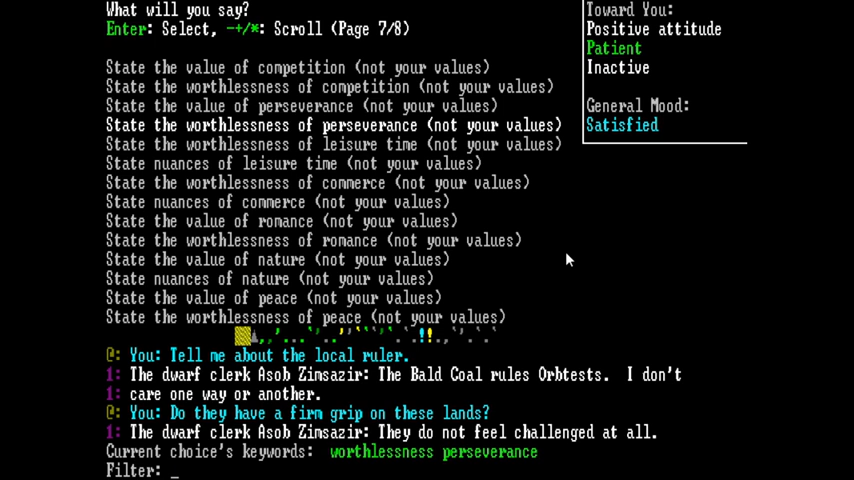 What will you say?
Enter: Select, -+/*: Scroll (Page 7/8)
State the value of competition (not your values)
State the worthlessness of competition (not your values)
State the value of perseverance (not your values)
State the worthlessness of perseverance (not your values)
State the worthlessness of leisure time (not your values)
State nuances of leisure time (not your values)
State the worthlessness of commerce (not your values)
State nuances of commerce (not your values)
State the value of romance (not your values)
State the worthlessness of romance (not your values)
State the value of nature (not your values)
State nuances of nature (not your values)
State the value of peace (not your values)
State the worthlessness of peace (not your values)
@: You: Tell me about the local ruler.
1: The dwarf clerk Asob Zimsazir: The Bald Coal rules Orbtests. I don't
1: care one way or another.
@: You: Do they have a firm grip on these lands?
1: The dwarf clerk Asob Zimsazir: They do not feel challenged at all.
Current choice's keywords: worthlessness perseverance
Filter: _
Toward You:
Positive attitude
Patient
Inactive
General Mood:
Satisfied